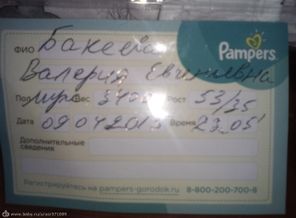 Pampers
ФИО Бакеева
Валерия Евгеньевна
Пол муж Вес 3400 Рост 53/35
Дата 09.04.2013 Время 23.05
Дополнительные
сведения
Регистрируйтесь на pampers-gorodok.ru 8-800-200-700-8